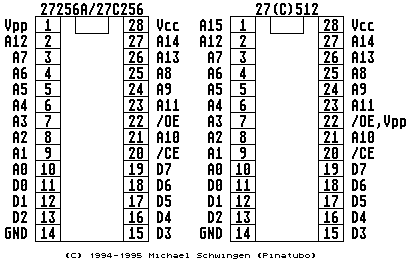 27256A/27C256 27(C)512
Vpp 1 28 Vcc A15 1 28 Vcc
A12 2 27 A14 A12 2 27 A14
A7 3 26 A13 A7 3 26 A13
A6 4 25 A8 A6 4 25 A8
A5 5 24 A9 A5 5 24 A9
A4 6 23 A11 A4 6 23 A11
A3 7 22 /OE A3 7 22 /OE,Vpp
A2 8 21 A10 A2 8 21 A10
A1 9 20 /CE A1 9 20 /CE
A0 10 19 D7 A0 10 19 D7
D0 11 18 D6 D0 11 18 D6
D1 12 17 D5 D1 12 17 D5
D2 13 16 D4 D2 13 16 D4
GND 14 15 D3 GND 14 15 D3
(C) 1994-1995 Michael Schwingen (Pinatubo)